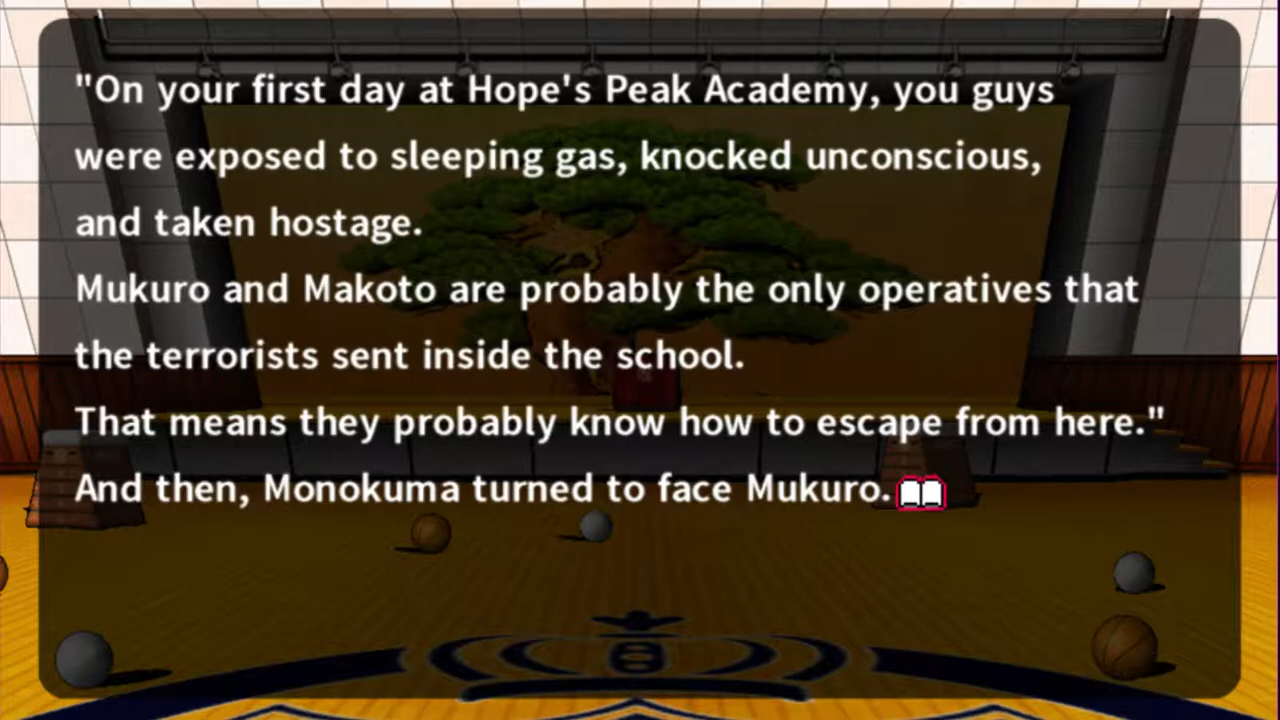 "On your first day at Hope's Peak Academy, you guys
were exposed to sleeping gas, knocked unconscious,
and taken hostage.
Mukuro and Makoto are probably the only operatives that
the terrorists sent inside the school.
That means they probably know how to escape from here."
And then, Monokuma turned to face Mukuro.